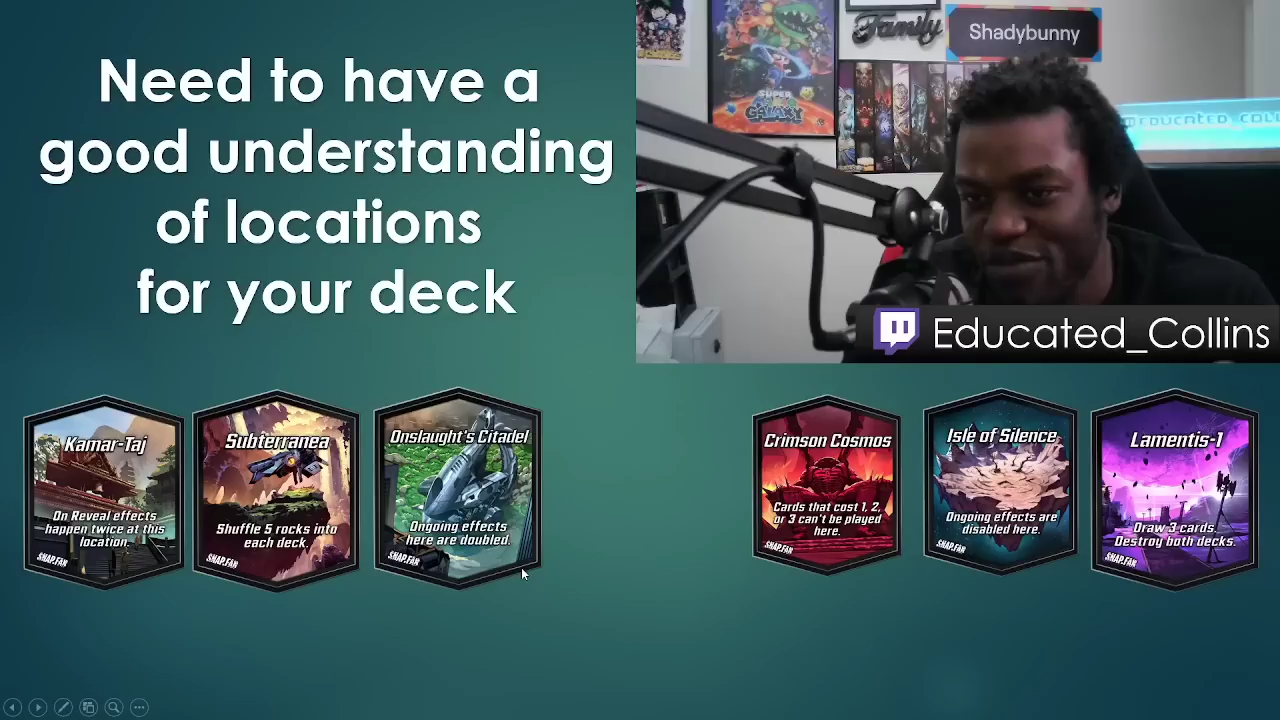 Need to have a
good understanding
of locations
for your deck
Family
Shadybunny
SUPER
GALAXY
Educated_Collins
Kamar-Taj
On Reveal effects
happen twice at this
location.
SNAP.FAN
Subterranea
Shuffle 5 rocks into
each deck.
SNAP.FAN
Onslaught's Citadel
Ongoing effects
here are doubled.
SNAP.FAN
Crimson Cosmos
Cards that cost 1, 2,
or 3 can't be played
here.
SNAP.FAN
Isle of Silence
Ongoing effects are
disabled here.
SNAP.FAN
Lamentis-1
Draw 3 cards.
Destroy both decks.
SNAP.FAN